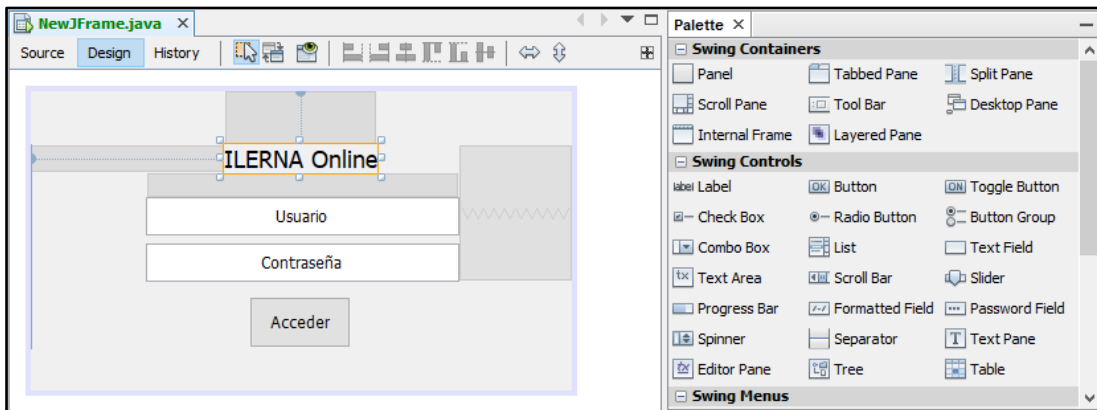 NewJFrame.java
Source Design History
ILERNA Online
Usuario
Contraseña
Acceder
Palette
Swing Containers
Panel Tabbed Pane Split Pane
Scroll Pane Tool Bar Desktop Pane
Internal Frame Layered Pane
Swing Controls
label Label OK Button ON Toggle Button
Check Box Radio Button Button Group
Combo Box List Text Field
tx Text Area Scroll Bar Slider
Progress Bar Formatted Field Password Field
Spinner Separator T Text Pane
Editor Pane Tree Table
Swing Menus